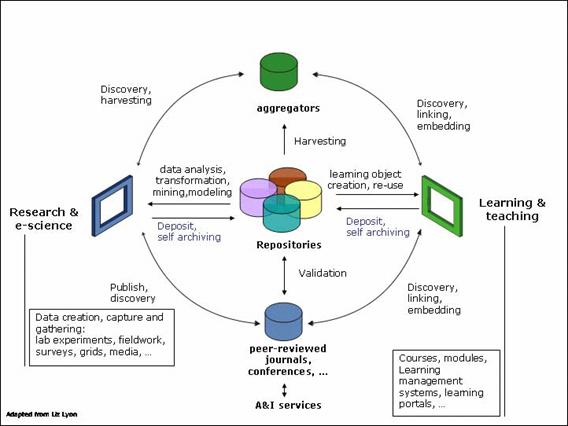 Discovery,
harvesting
aggregators
Discovery,
linking,
embedding
Harvesting
data analysis,
transformation,
mining,modeling
learning object
creation, re-use
Research &
e-science
Deposit,
self archiving
Repositories
Deposit,
self archiving
Learning &
teaching
Validation
Publish,
discovery
Discovery,
linking,
embedding
Data creation, capture and
gathering:
lab experiments, fieldwork,
surveys, grids, media, ...
peer-reviewed
journals,
conferences, ...
A&I services
Courses, modules,
Learning
management
systems, learning
portals, ...
Adapted from Liz Lyon